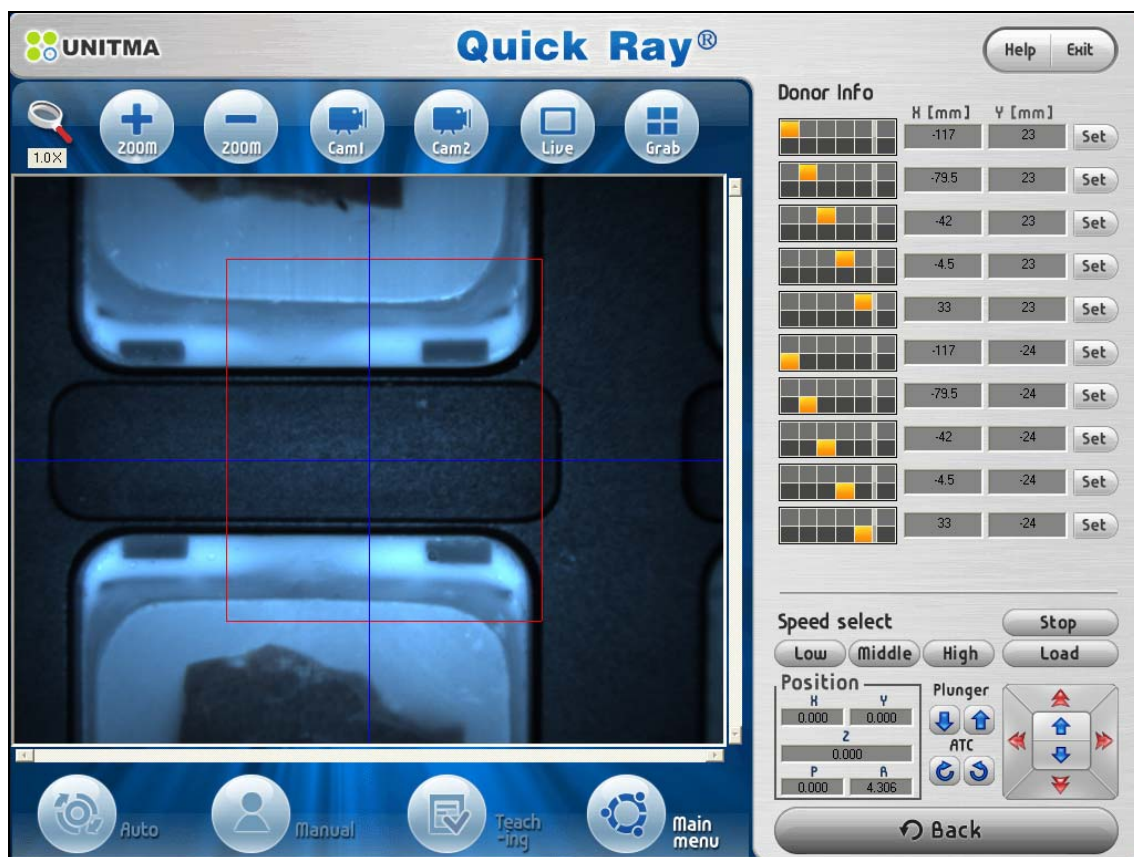 UNITMA
Quick Ray®
Help Exit
1.0X
ZOOM
ZOOM
Cam1
Cam2
Live
Grab
Donor Info
X [mm] Y [mm]
-117 23 Set
-79.5 23 Set
-42 23 Set
-4.5 23 Set
33 23 Set
-117 -24 Set
-79.5 -24 Set
-42 -24 Set
-4.5 -24 Set
33 -24 Set
Speed select
Stop
Low Middle High
Load
Position
X Y
0.000 0.000
Z
0.000
P A
0.000 4.306
Plunger
ATC
Auto
Manual
Teach
-ing
Main
menu
Back